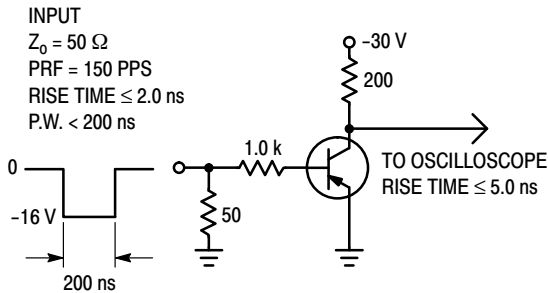 INPUT
Zo = 50 Ω
PRF = 150 PPS
RISE TIME ≤ 2.0 ns
P.W. < 200 ns
-30 V
200
1.0 k
TO OSCILLOSCOPE
RISE TIME ≤ 5.0 ns
0
-16 V
50
200 ns